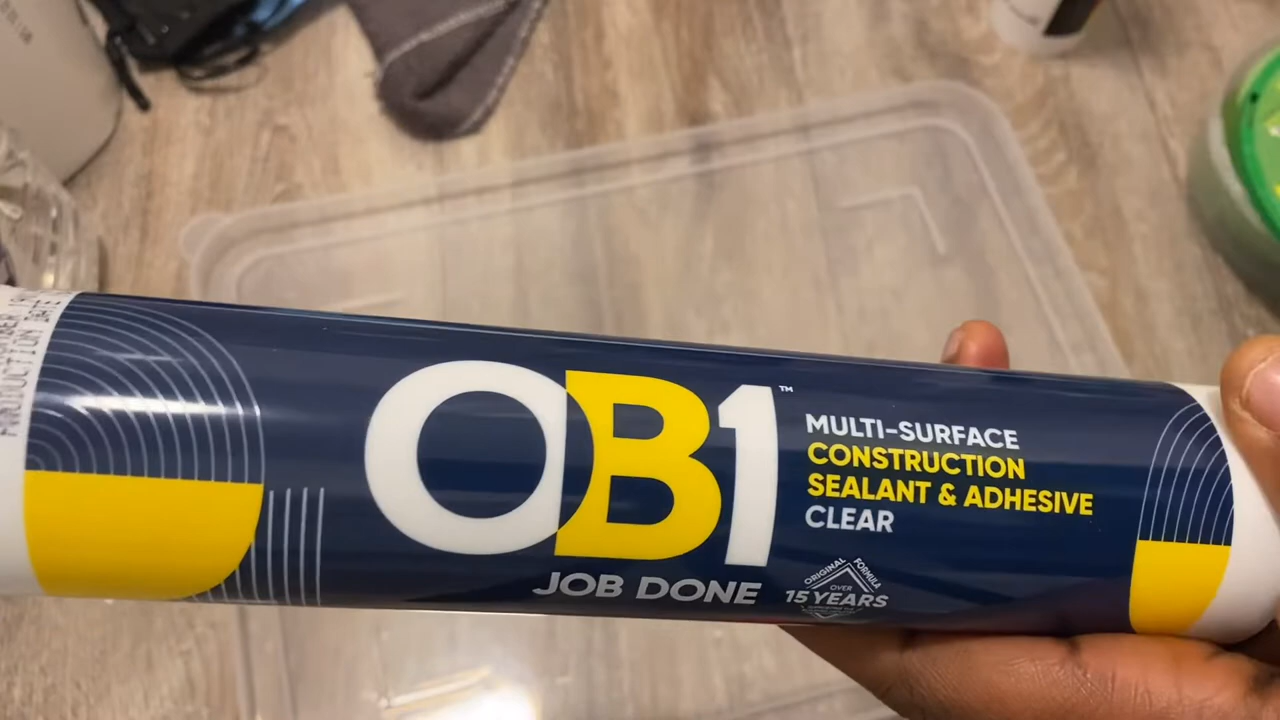 OB1™
JOB DONE
MULTI-SURFACE
CONSTRUCTION
SEALANT & ADHESIVE
CLEAR
ORIGINAL FORMULA
OVER
15 YEARS